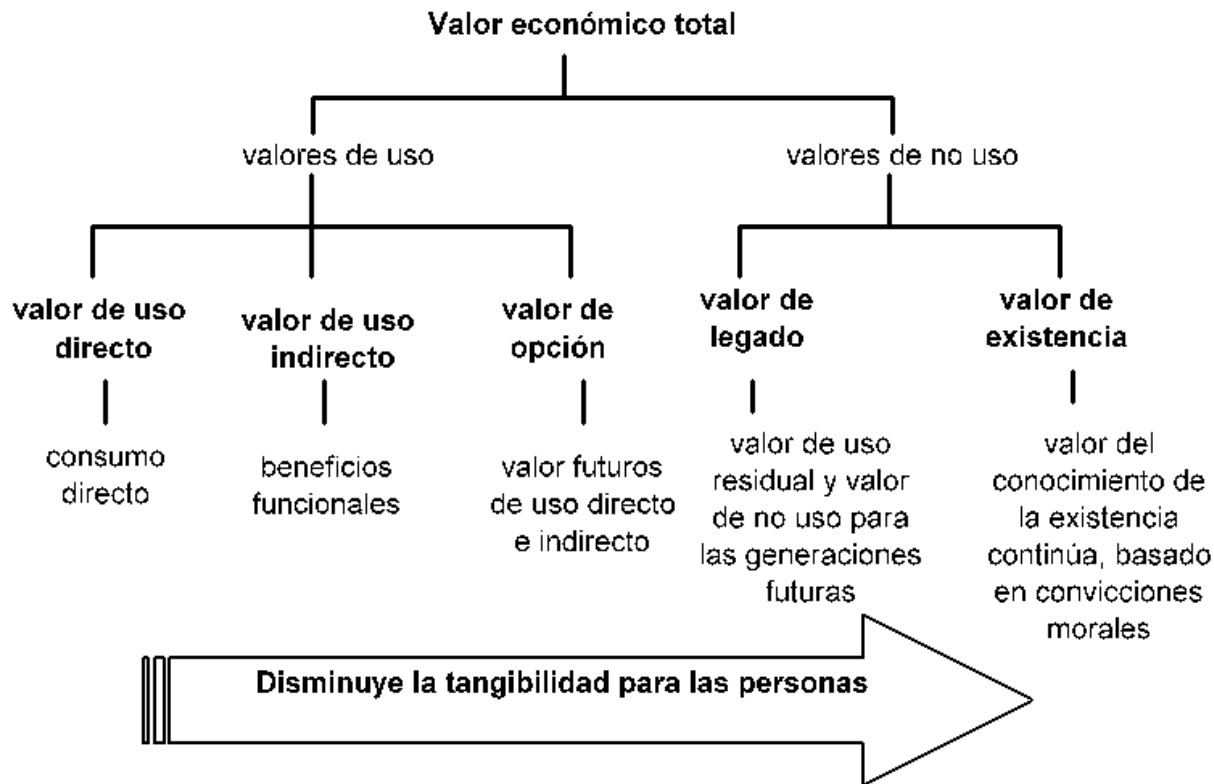 Valor económico total
valores de uso
valores de no uso
valor de uso
directo
valor de uso
indirecto
valor de
opción
valor de
legado
valor de
existencia
consumo
directo
beneficios
funcionales
valor futuros
de uso directo
e indirecto
valor de uso
residual y valor
de no uso para
las generaciones
futuras
valor del
conocimiento de
la existencia
continúa, basado
en convicciones
morales
Disminuye la tangibilidad para las personas